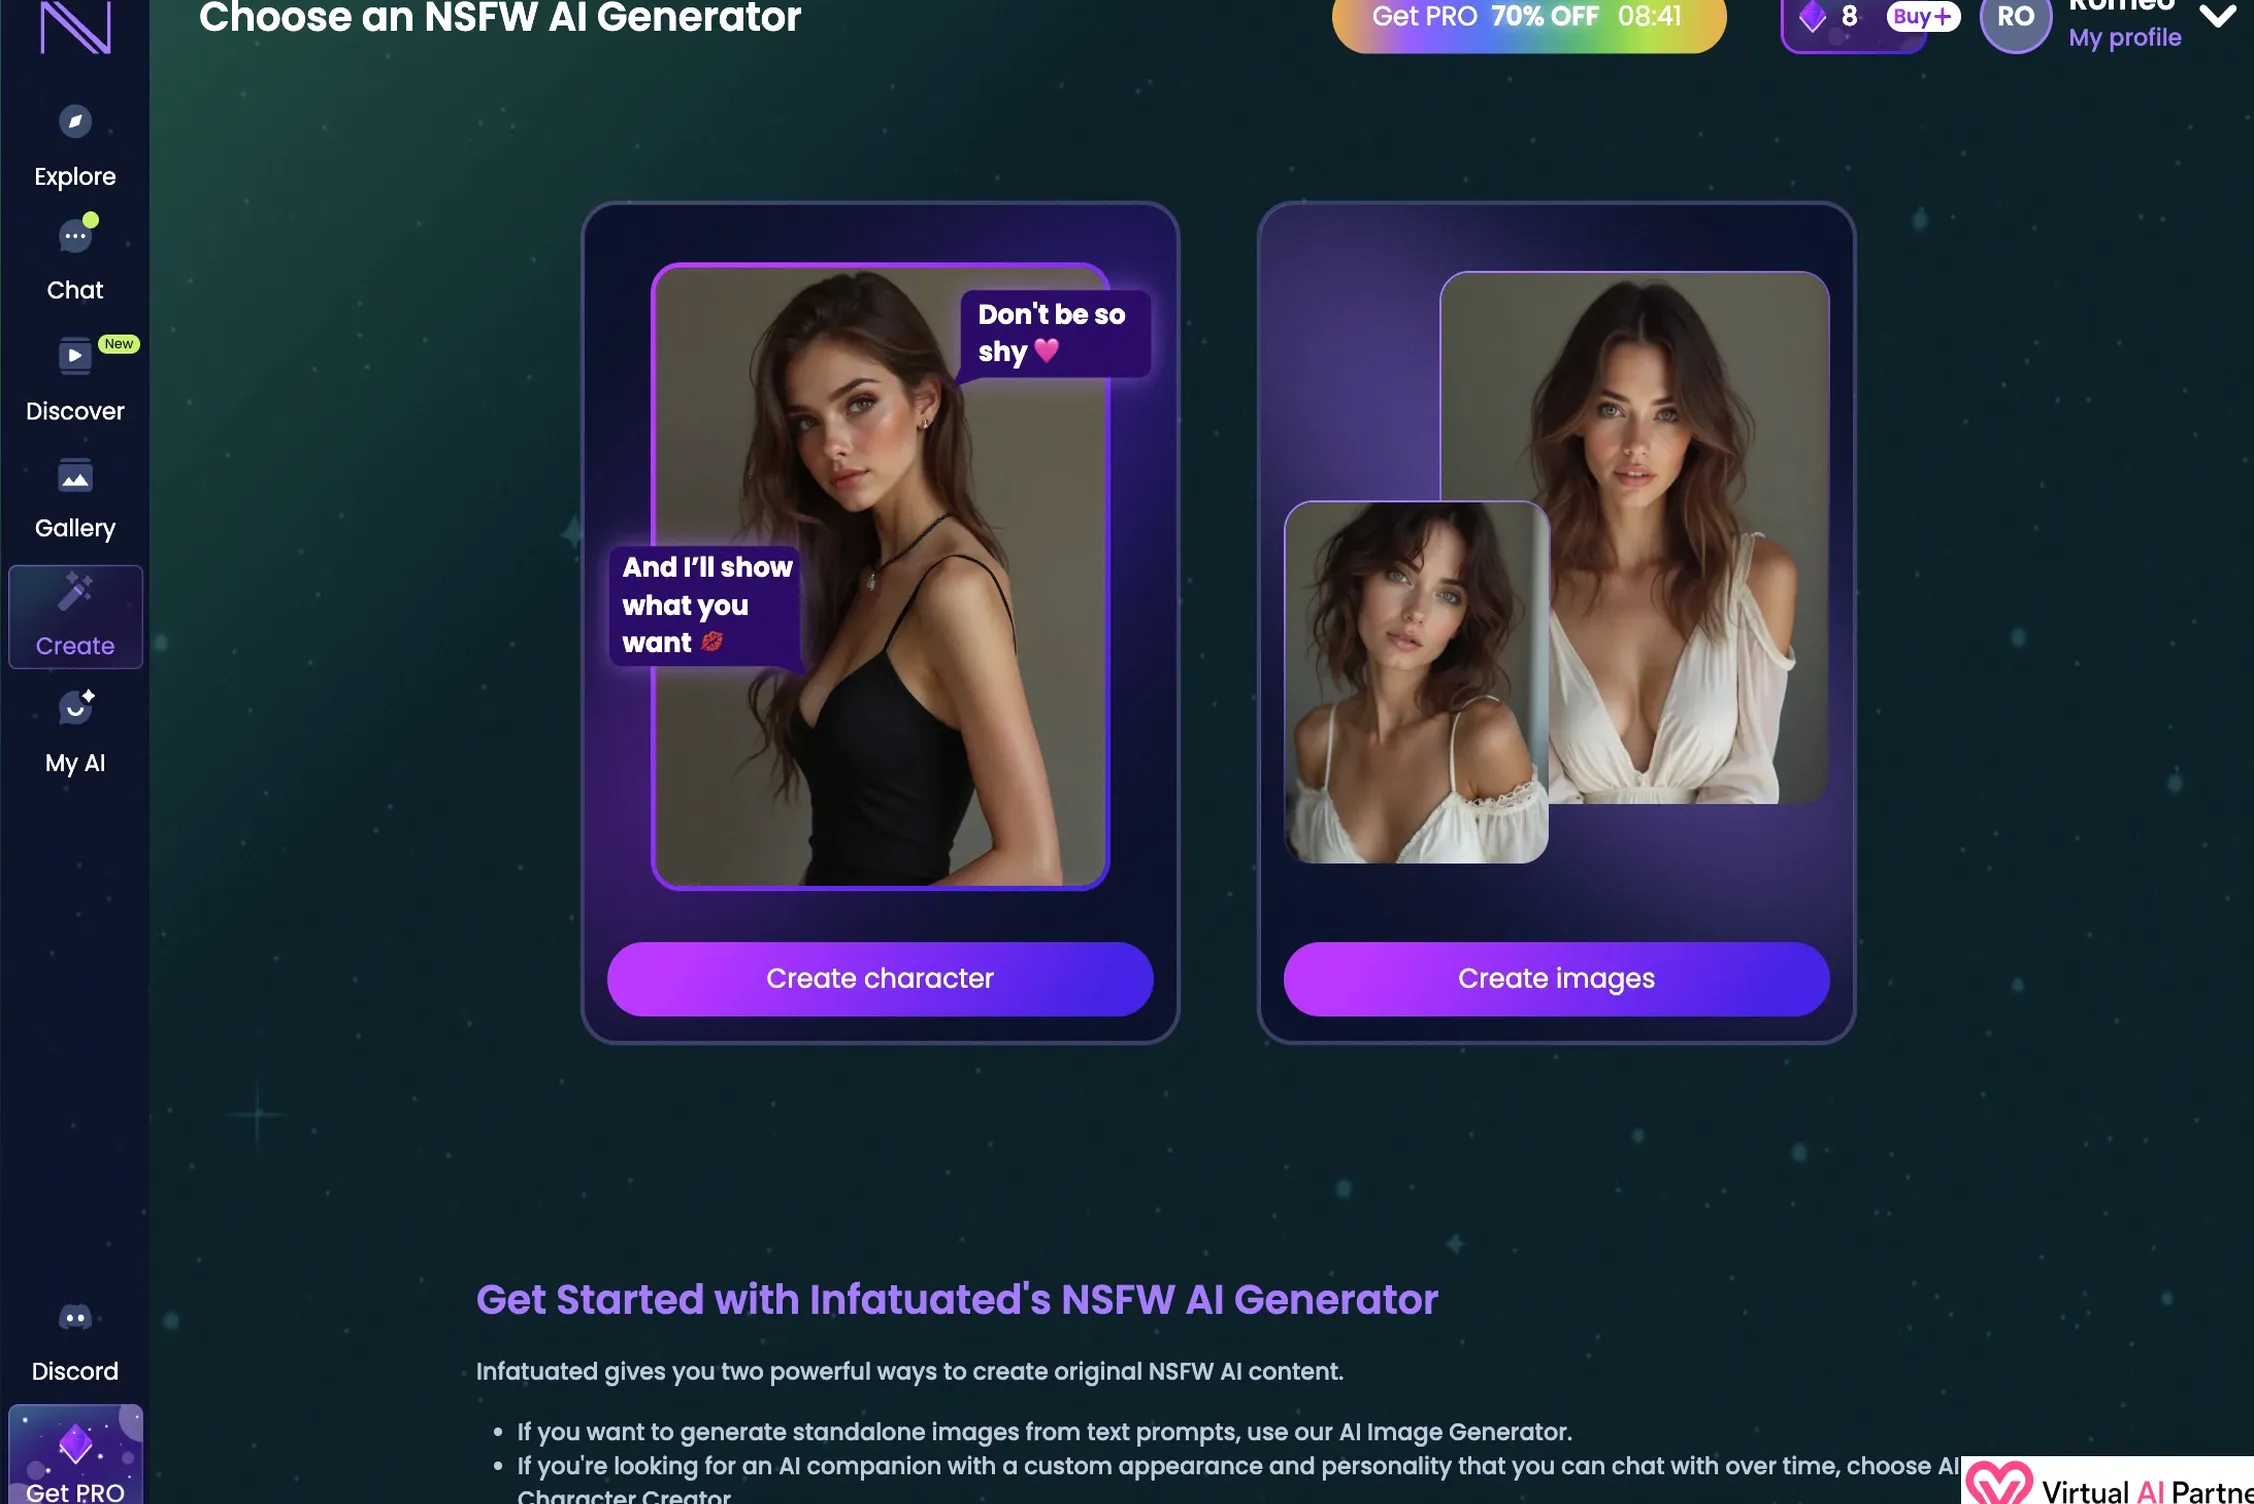 Choose an NSFW AI Generator
Get PRO 70% OFF 08:41
8
Buy+
RO
Romeo
My profile
Explore
Chat
New
Discover
Gallery
Create
My AI
Don't be so
shy
And I'll show
what you
want
Create character
Create images
Get Started with Infatuated's NSFW AI Generator
Infatuated gives you two powerful ways to create original NSFW AI content.
If you want to generate standalone images from text prompts, use our AI Image Generator.
If you're looking for an AI companion with a custom appearance and personality that you can chat with over time, choose AI
Character Creator
Discord
Get PRO
Virtual AI Partne